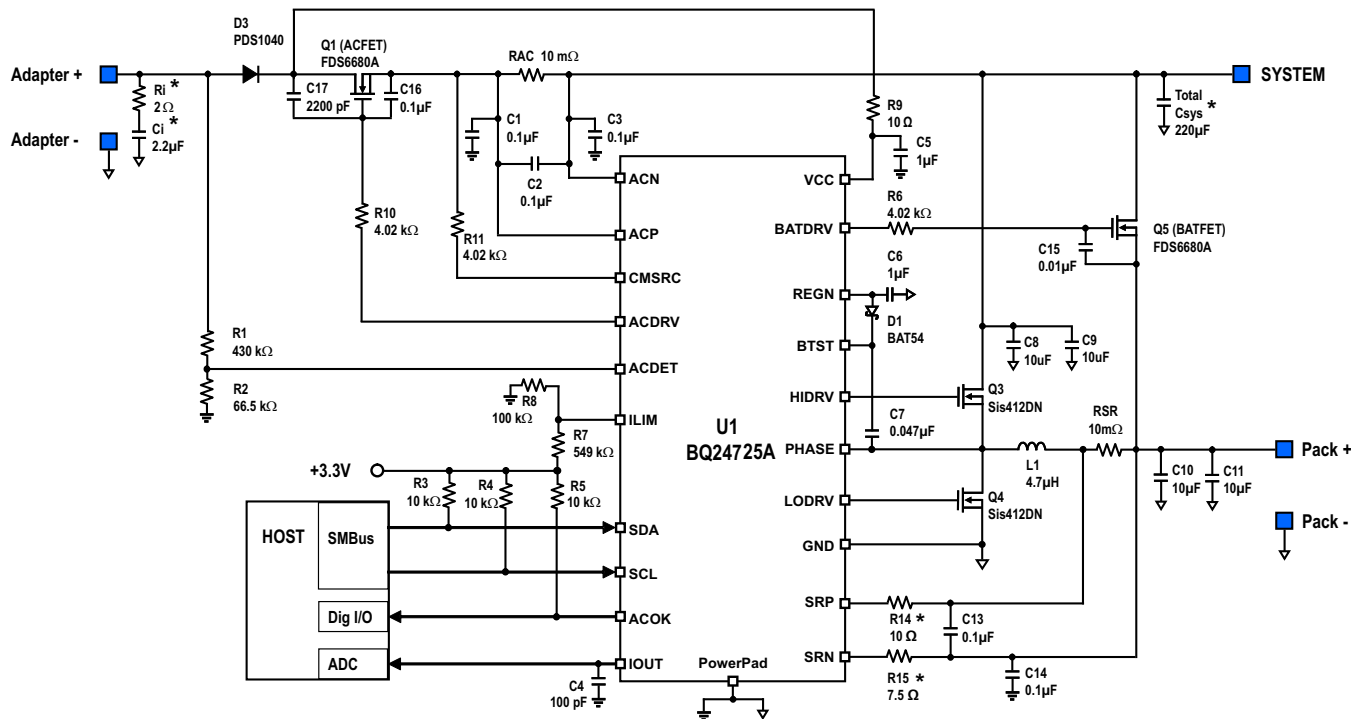 D3
PDS1040
Q1 (ACFET)
FDS6680A
RAC 10 mΩ
Adapter +
SYSTEM
Ri *
2Ω
Ci *
2.2µF
Adapter -
C17
2200 pF
C16
0.1µF
C1
0.1µF
C3
0.1µF
C2
0.1µF
R9
10 Ω
C5
1µF
Total
Csys *
220µF
R10
4.02 kΩ
R11
4.02 kΩ
R6
4.02 kΩ
Q5 (BATFET)
FDS6680A
C15
0.01µF
C6
1µF
D1
BAT54
R1
430 kΩ
R2
66.5 kΩ
R8
100 kΩ
R7
549 kΩ
ACN
ACP
CMSRC
ACDRV
ACDET
ILIM
SDA
SCL
ACOK
IOUT
U1
BQ24725A
PowerPad
VCC
BATDRV
REGN
BTST
HIDRV
PHASE
LODRV
GND
SRP
SRN
C8
10uF
C9
10uF
Q3
Sis412DN
C7
0.047µF
L1
4.7µH
RSR
10mΩ
Q4
Sis412DN
C10
10µF
C11
10µF
Pack +
Pack -
+3.3V
R3
10 kΩ
R4
10 kΩ
R5
10 kΩ
HOST
SMBus
Dig I/O
ADC
C4
100 pF
R14 *
10 Ω
C13
0.1µF
R15 *
7.5 Ω
C14
0.1µF